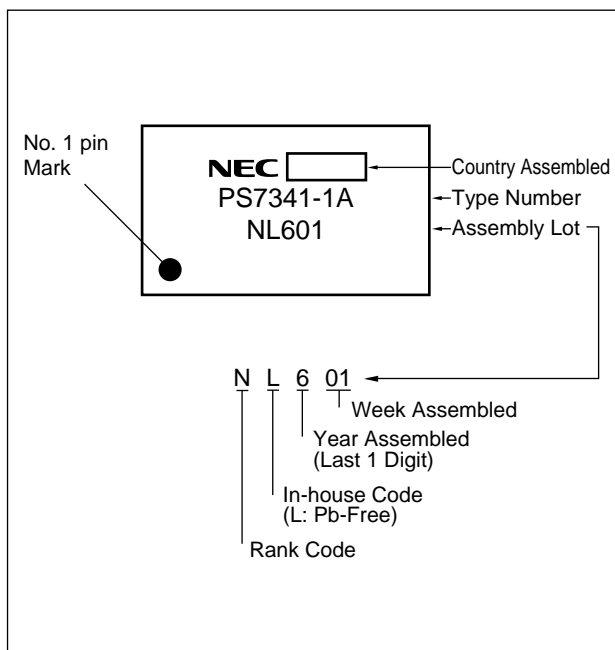 No. 1 pin
Mark
NEC
Country Assembled
PS7341-1A
Type Number
NL601
Assembly Lot
N L 6 01
Week Assembled
Year Assembled
(Last 1 Digit)
In-house Code
(L: Pb-Free)
Rank Code